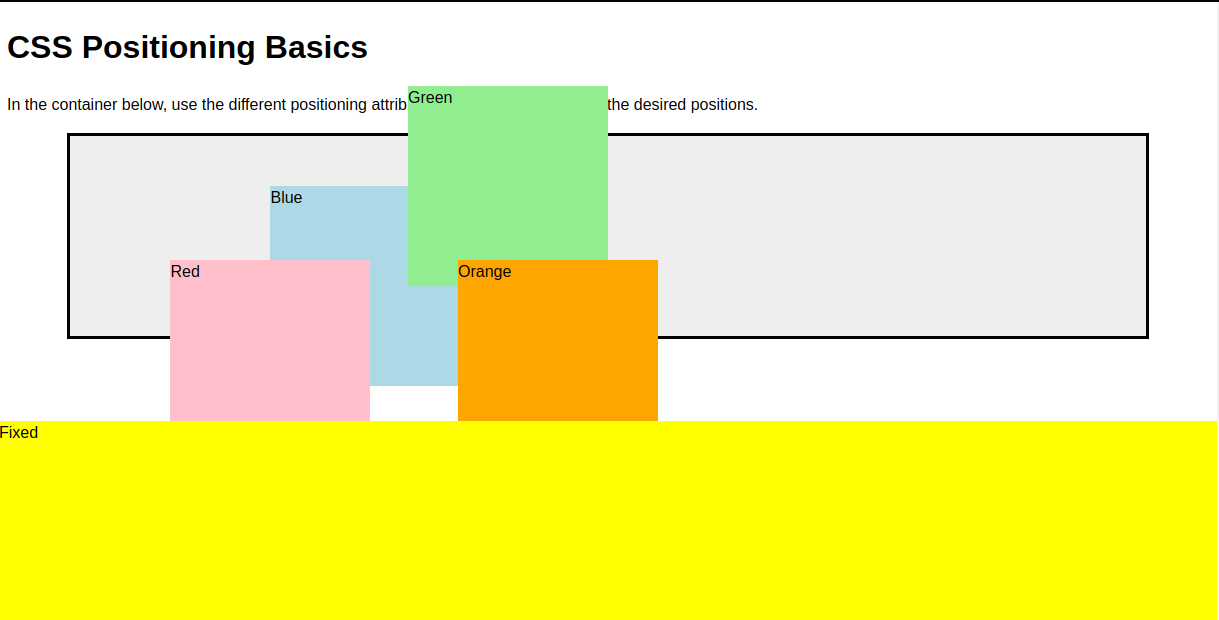 CSS Positioning Basics
In the container below, use the different positioning attrib the desired positions.
Green
Blue
Red
Orange
Fixed